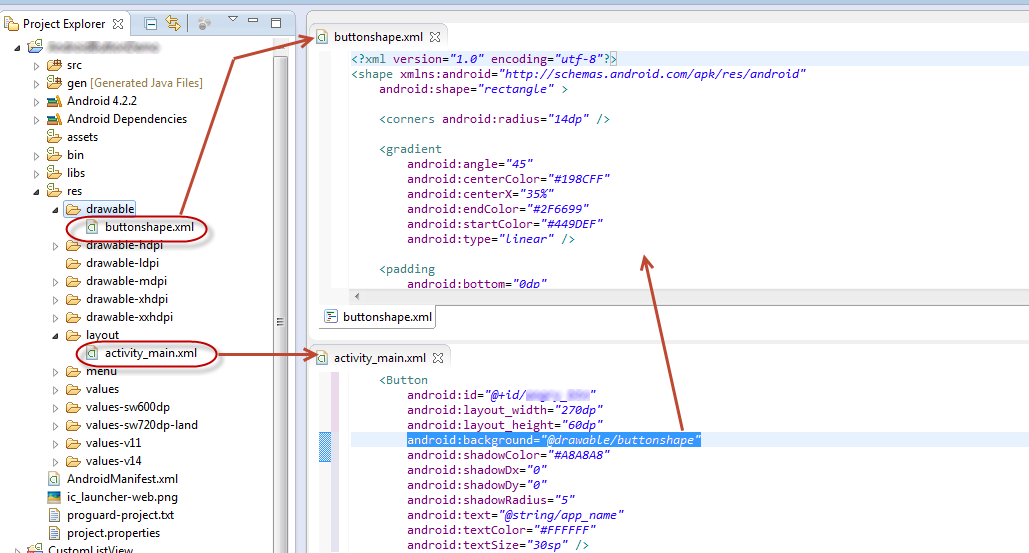 Project Explorer
src
gen [Generated Java Files]
Android 4.2.2
Android Dependencies
assets
bin
libs
res
drawable
buttonshape.xml
drawable-hdpi
drawable-ldpi
drawable-mdpi
drawable-xhdpi
drawable-xxhdpi
layout
activity_main.xml
menu
values
values-sw600dp
values-sw720dp-land
values-v11
values-v14
AndroidManifest.xml
ic_launcher-web.png
proguard-project.txt
project.properties
CustomListView
buttonshape.xml
<?xml version="1.0" encoding="utf-8"?>
<shape xmlns:android="http://schemas.android.com/apk/res/android"
android:shape="rectangle" >
<corners android:radius="14dp" />
<gradient
android:angle="45"
android:centerColor="#198CFF"
android:centerX="35%"
android:endColor="#2F6699"
android:startColor="#449DEF"
android:type="linear" />
<padding
android:bottom="0dp"
buttonshape.xml
activity_main.xml
<Button
android:id="@+id/ "
android:layout_width="270dp"
android:layout_height="60dp"
android:background="@drawable/buttonshape"
android:shadowColor="#A8A8A8"
android:shadowDx="0"
android:shadowDy="0"
android:shadowRadius="5"
android:text="@string/app_name"
android:textColor="#FFFFFF"
android:textSize="30sp" />